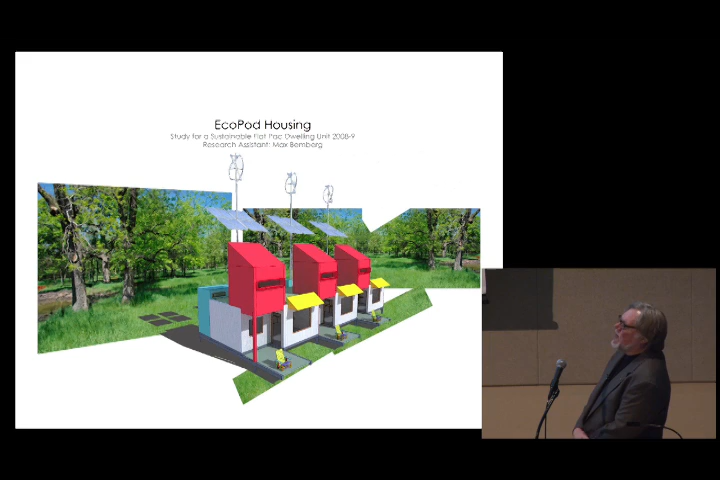 EcoPod Housing
Study for a Sustainable Flat Pac Dwelling Unit 2008-9
Research Assistant: Max Bemberg